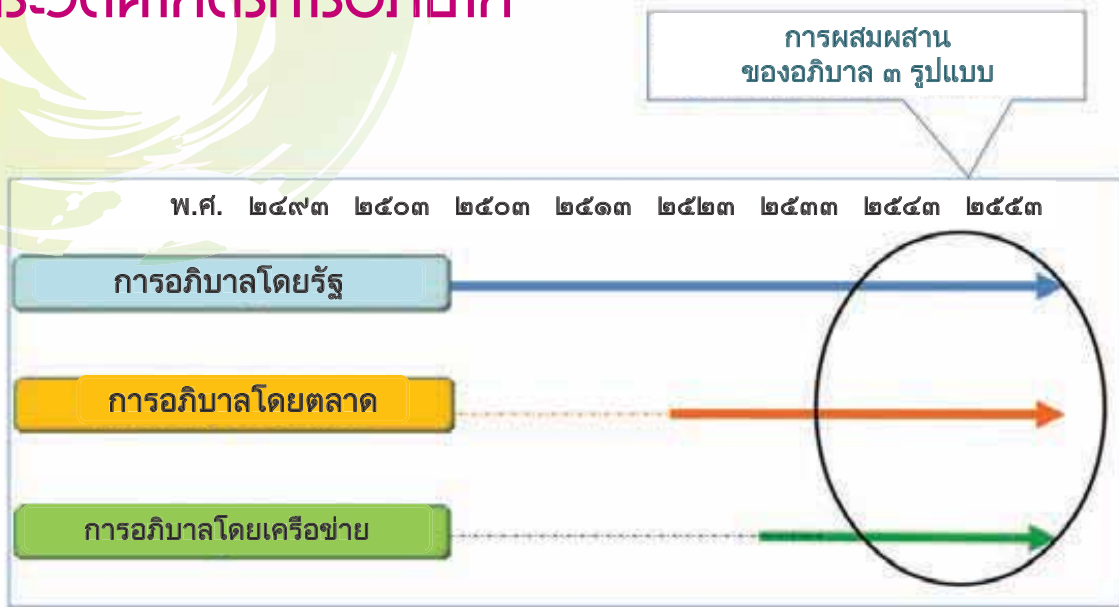 การผสมผสาน
ของอภิบาล ๓ รูปแบบ
พ.ศ. ๒๔๙๓ ๒๕๐๓ ๒๕๐๓ ๒๕๑๓ ๒๕๒๓ ๒๕๓๓ ๒๕๔๓ ๒๕๕๓
การอภิบาลโดยรัฐ
การอภิบาลโดยตลาด
การอภิบาลโดยเครือข่าย